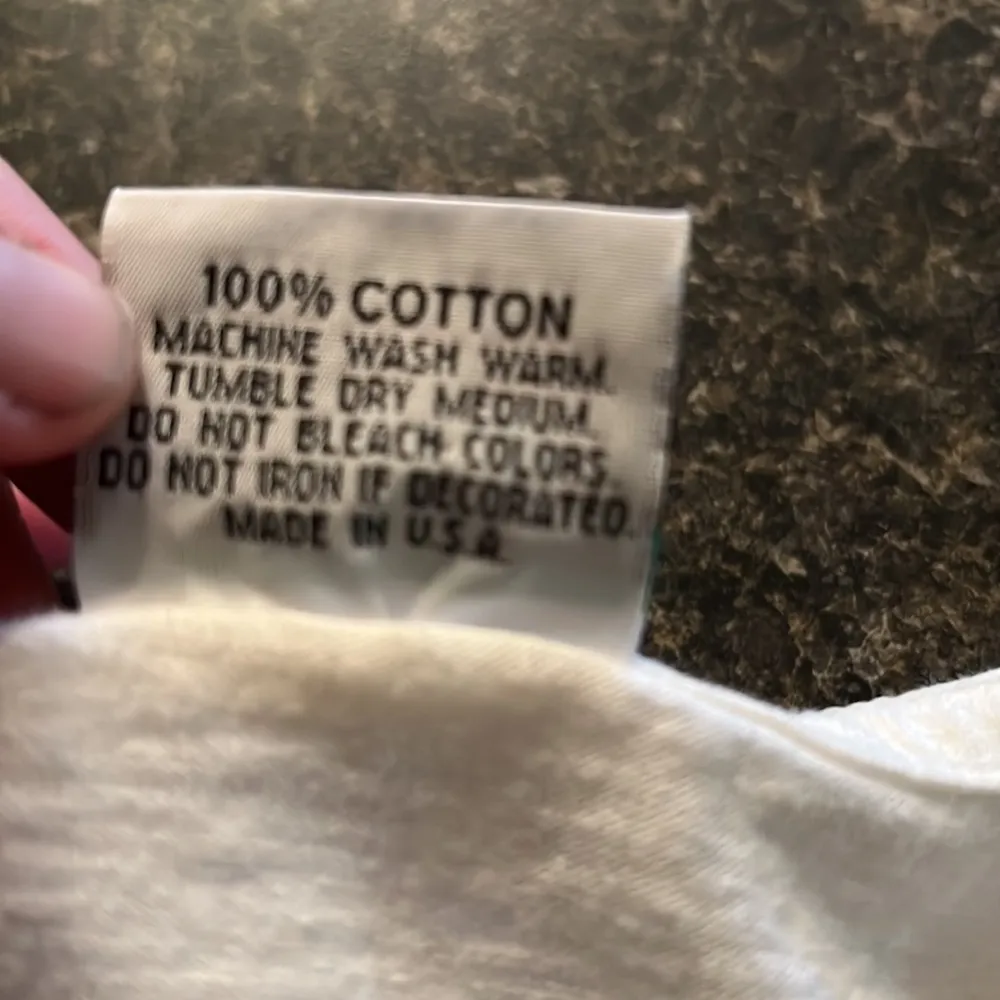 100% COTTON
MACHINE WASH WARM.
TUMBLE DRY MEDIUM.
DO NOT BLEACH COLORS.
DO NOT IRON IF DECORATED.
MADE IN U.S.A.